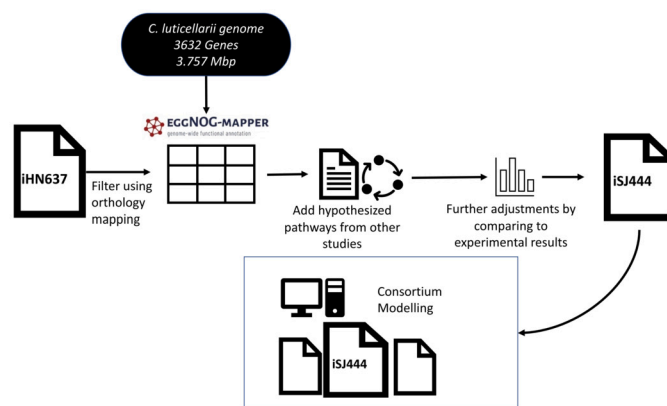 C. luticellarii genome
3632 Genes
3.757 Mbp
EGGNOG-MAPPER
genome-wide functional annotation
iHN637
Filter using
orthology
mapping
Add hypothesized
pathways from other
studies
Further adjustments by
comparing to
experimental results
iSJ444
Consortium
Modelling
iSJ444